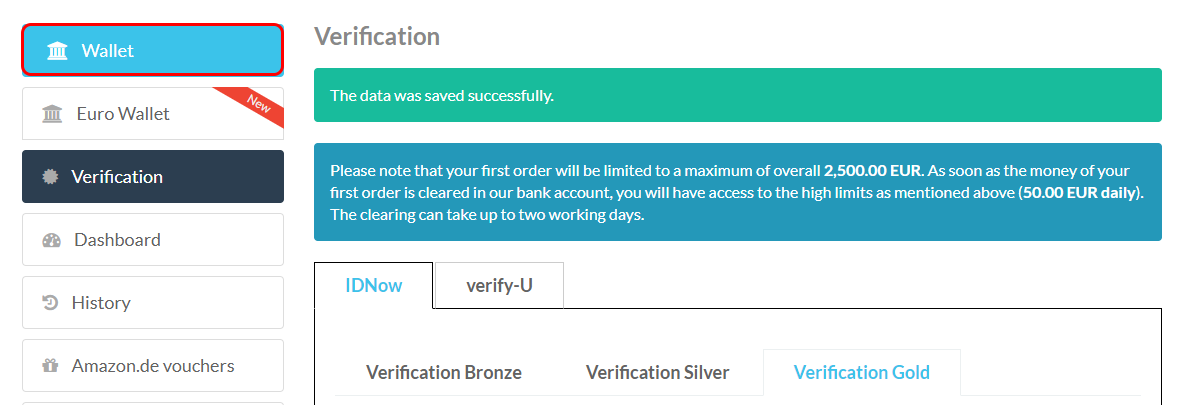 Wallet
Euro Wallet
New
Verification
Dashboard
History
Amazon.de vouchers
Verification
The data was saved successfully.
Please note that your first order will be limited to a maximum of overall 2,500.00 EUR. As soon as the money of your
first order is cleared in our bank account, you will have access to the high limits as mentioned above (50.00 EUR daily).
The clearing can take up to two working days.
IDNow
verify-U
Verification Bronze
Verification Silver
Verification Gold